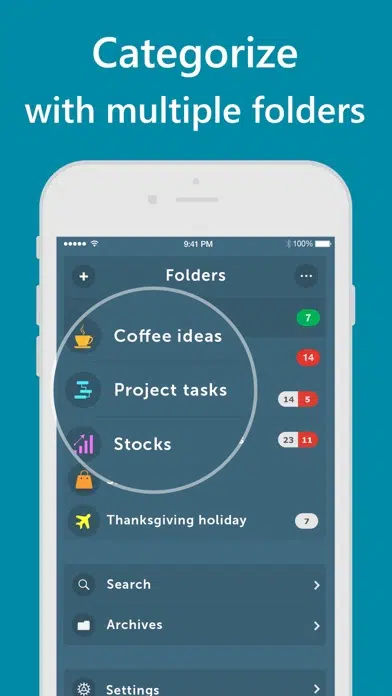 Categorize
with multiple folders
9:41 PM
100%
Folders
7
Coffee ideas
14
Project tasks
14 5
Stocks
23 11
Thanksgiving holiday
7
Search
Archives
Settings